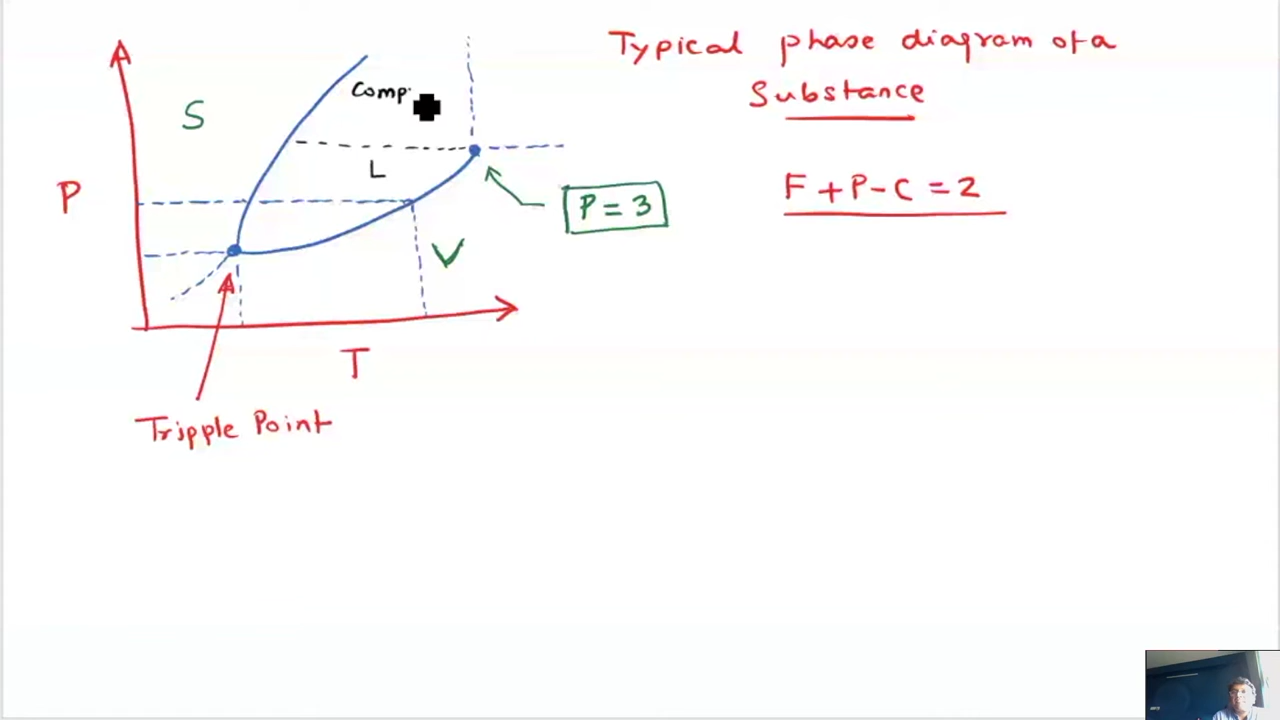 Typical phase diagram of a
Substance
S
Comp.
L
P
P = 3
F + P - C = 2
V
T
Tripple Point